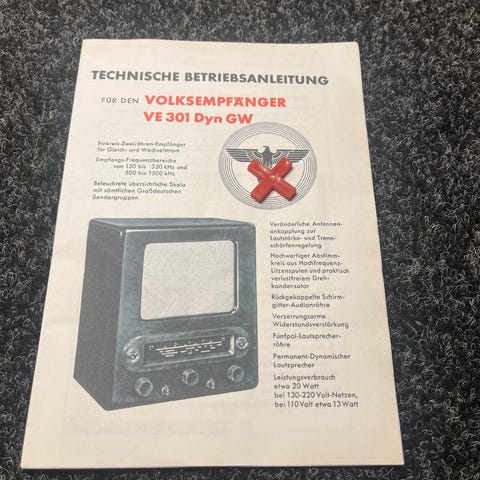 TECHNISCHE BETRIEBSANLEITUNG
FÜR DEN VOLKSEMPFÄNGER
VE 301 Dyn GW
Einkreis-Zweiröhren-Empfänger
für Gleich- und Wechselstrom
Empfangs-Frequenzbereiche
von 150 bis 350 kHz und
500 bis 1500 kHz
Beleuchtete übersichtliche Skala
mit sämtlichen Großdeutschen
Sendergruppen
Veränderliche Antennen-
ankopplung zur
Lautstärke- und Trenn-
schärfenregelung
Hochwertiger Abstimm-
kreis aus Hochfrequenz-
Litzenspulen und praktisch
verlustfreiem Dreh-
kondensator
Rückgekoppelte Schirm-
gitter-Audionröhre
Verzerrungsarme
Widerstandsverstärkung
Fünfpol-Lautsprecher-
röhre
Permanent-Dynamischer
Lautsprecher
Leistungsverbrauch
etwa 20 Watt
bei 130-220 Volt-Netzen,
bei 110 Volt etwa 13 Watt